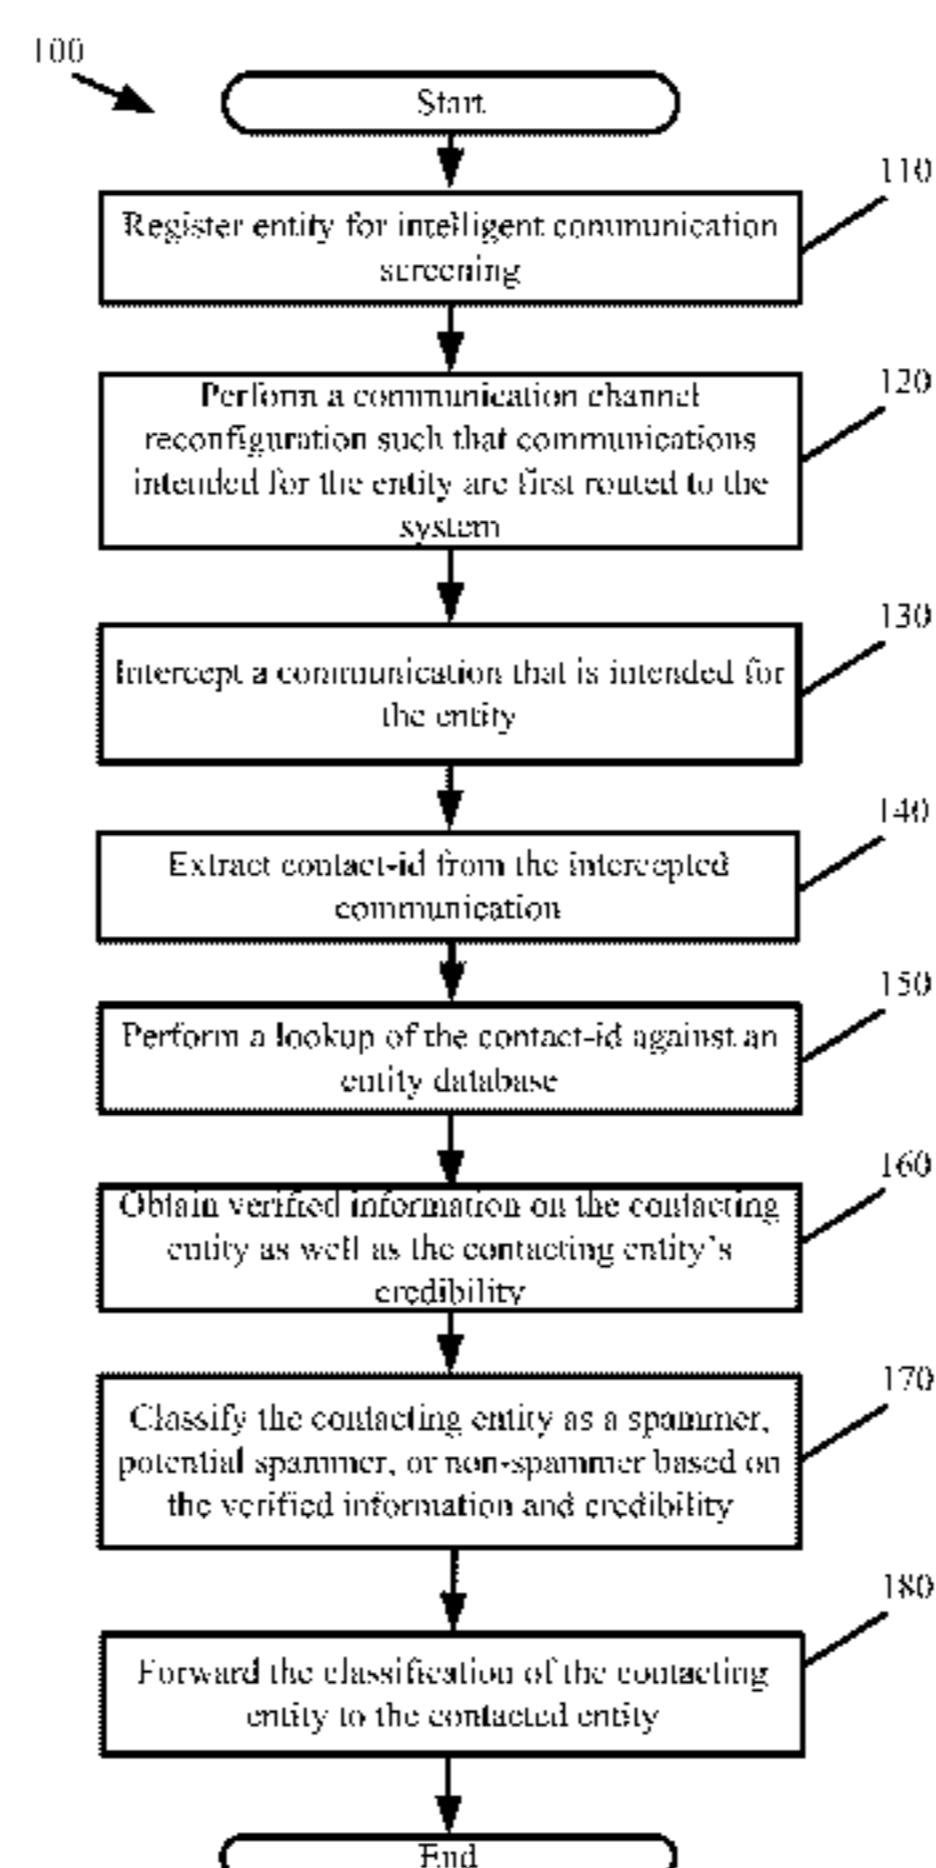 100
Start
110
Register entity for intelligent communication
screening
120
Perform a communication channel
reconfiguration such that communications
intended for the entity are first routed to the
system
130
Intercept a communication that is intended for
the entity
140
Extract contact-id from the intercepted
communication
150
Perform a lookup of the contact-id against an
entity database
160
Obtain verified information on the contacting
entity as well as the contacting entity's
credibility
170
Classify the contacting entity as a spammer,
potential spammer, or non-spammer based on
the verified information and credibility
180
Forward the classification of the contacting
entity to the contacted entity
End